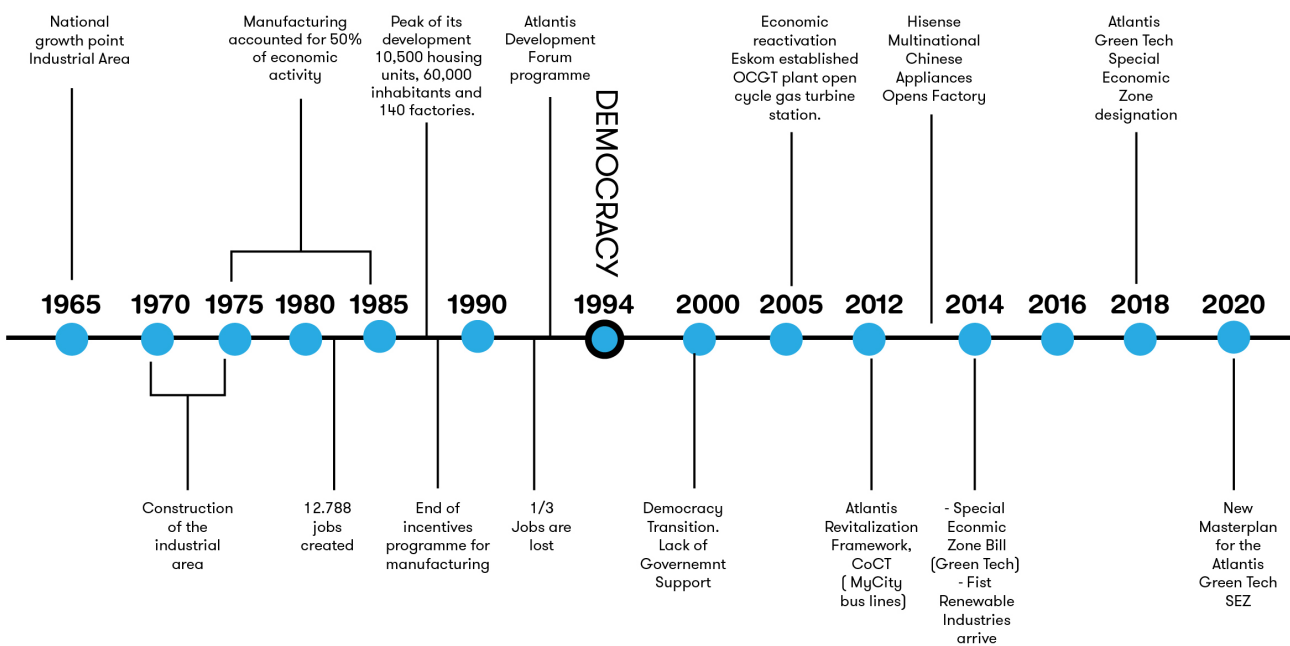 National
growth point
Industrial Area
Manufacturing
accounted for 50%
of economic
activity
Peak of its
development
10,500 housing
units, 60,000
inhabitants and
140 factories.
Atlantis
Development
Forum
programme
DEMOCRACY
Economic
reactivation
Eskom established
OCGT plant open
cycle gas turbine
station.
Hisense
Multinational
Chinese
Appliances
Opens Factory
Atlantis
Green Tech
Special
Economic
Zone
designation
1965 1970 1975 1980 1985 1990 1994 2000 2005 2012 2014 2016 2018 2020
Construction
of the
industrial
area
12.788
jobs
created
End of
incentives
programme for
manufacturing
1/3
Jobs are
lost
Democracy
Transition.
Lack of
Governemnt
Support
Atlantis
Revitalization
Framework,
CoCT
( MyCity
bus lines)
- Special
Econmic
Zone Bill
(Green Tech)
- Fist
Renewable
Industries
arrive
New
Masterplan
for the
Atlantis
Green Tech
SEZ